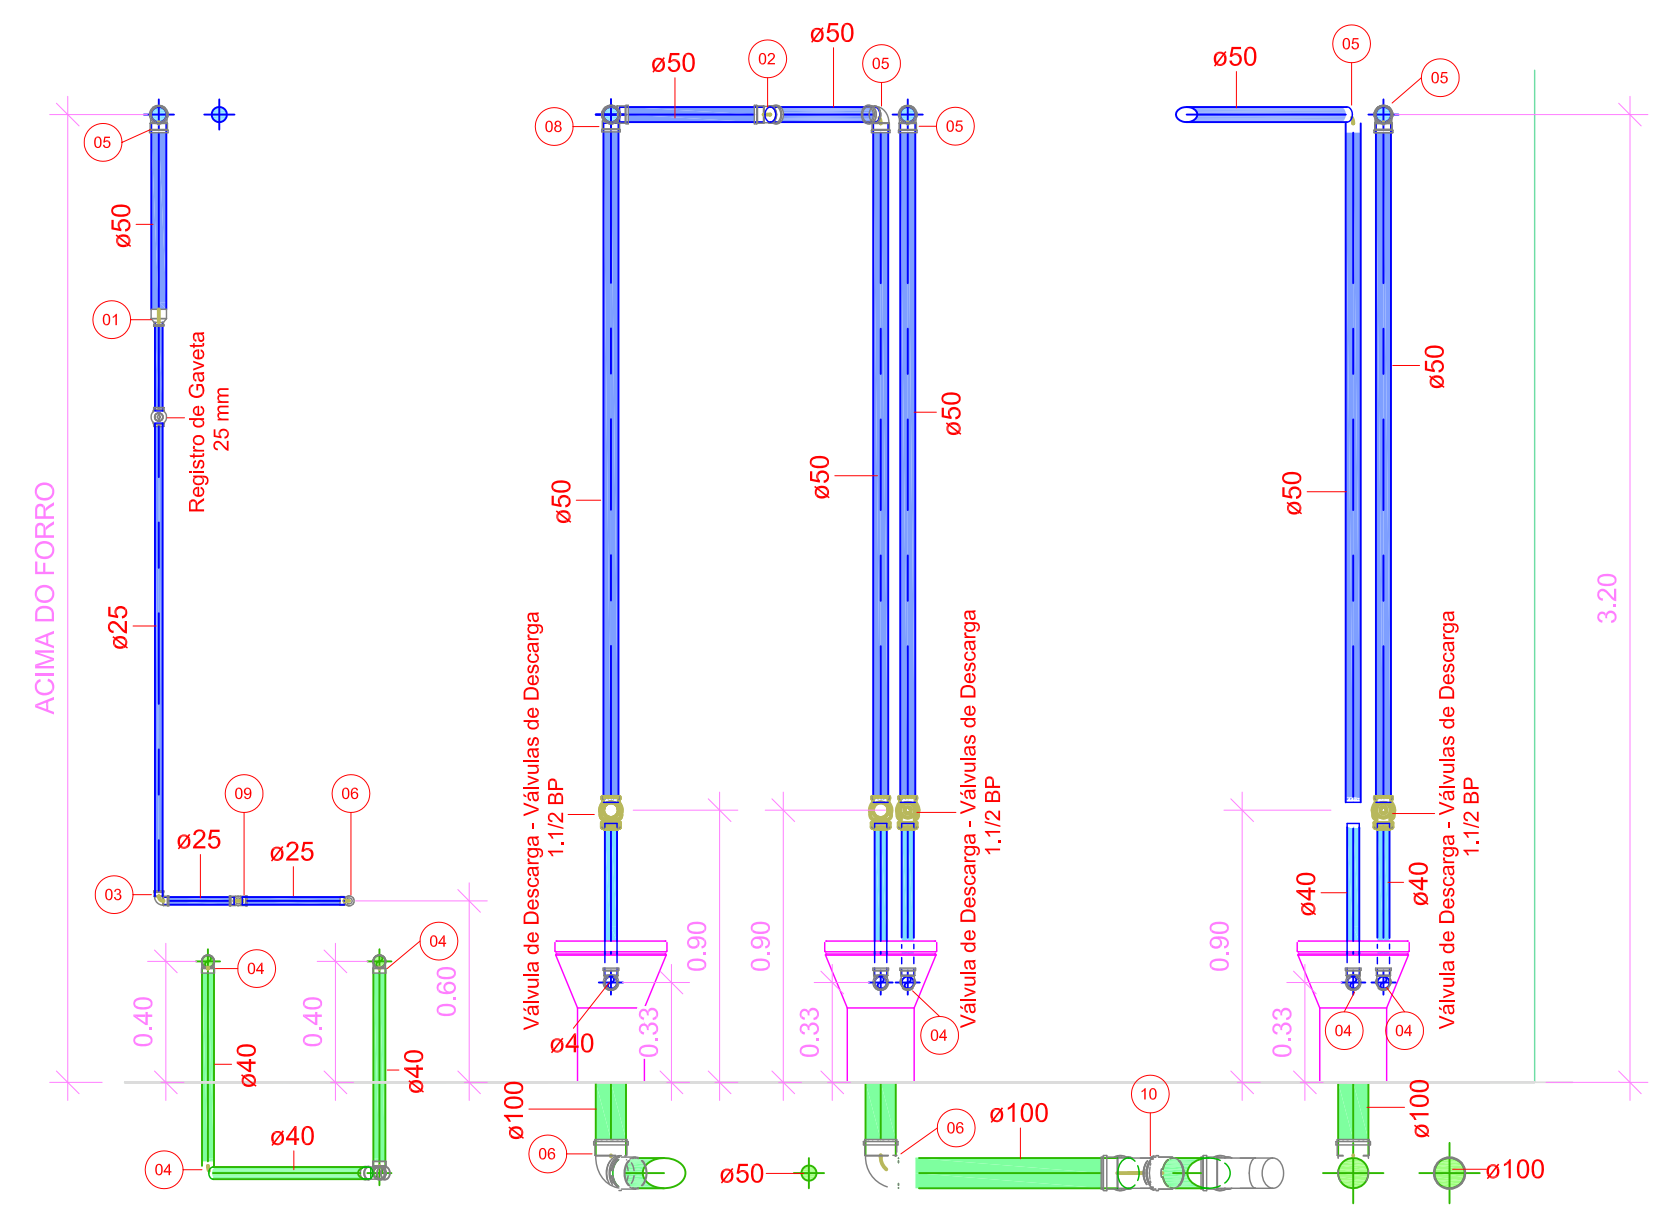 ø50
05
ø50
02
ø50
05
ø50
05
05
08
05
ø50
01
Registro de Gaveta
25 mm
ø50
ø50
ø50
ø50
ø50
ACIMA DO FORRO
ø25
3.20
Válvula de Descarga - Válvulas de Descarga
1.1/2 BP
Válvula de Descarga - Válvulas de Descarga
1.1/2 BP
Válvula de Descarga - Válvulas de Descarga
1.1/2 BP
09
06
ø25
ø25
03
ø40
ø40
04
04
0.90
0.90
0.90
0.60
0.40
0.40
0.33
0.33
0.33
ø40
04
04
04
ø40
ø40
ø100
ø100
ø100
ø40
10
06
06
04
ø50
ø100